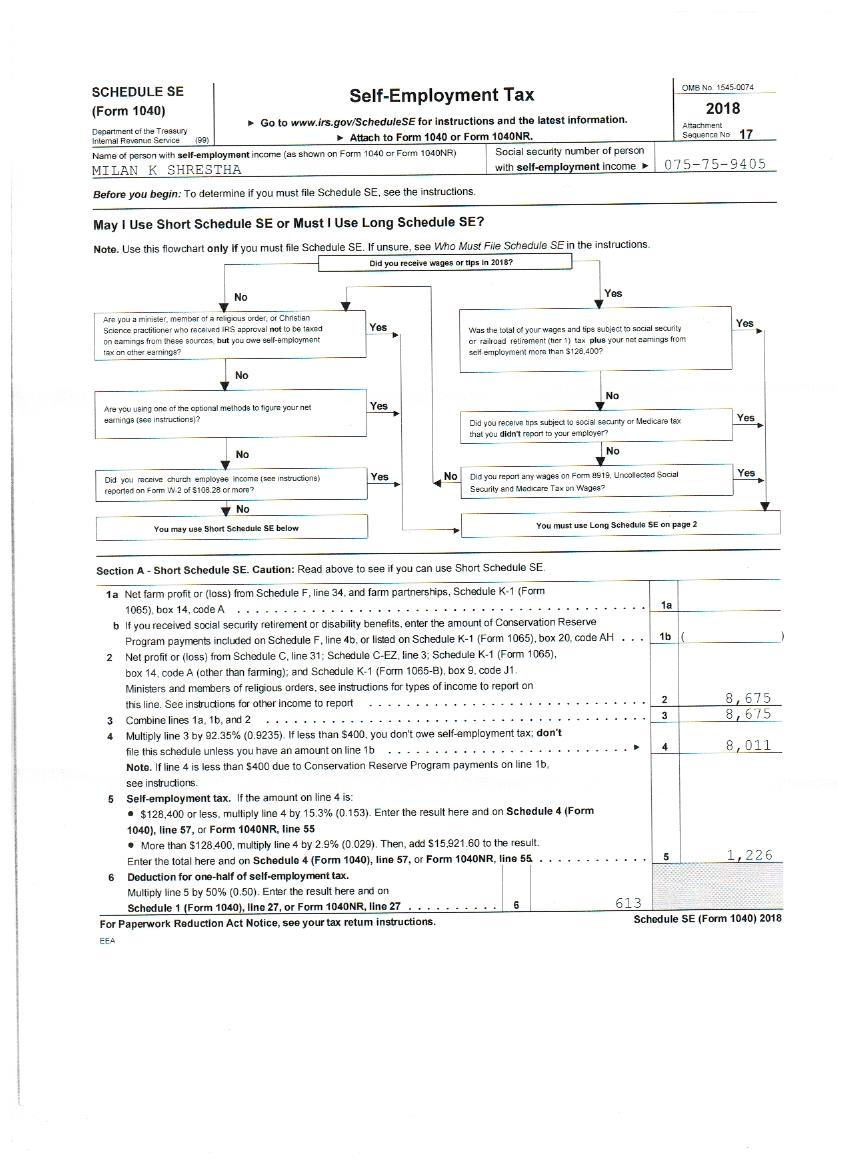 SCHEDULE SE
(Form 1040)
Department of the Treasury
Internal Revenue Service (99)
Self-Employment Tax
► Go to www.irs.gov/ScheduleSE for instructions and the latest information.
► Attach to Form 1040 or Form 1040NR.
OMB No. 1545-0074
2018
Attachment
Sequence No 17
Name of person with self-employment income (as shown on Form 1040 or Form 1040NR)
MILAN K SHRESTHA
Social security number of person
with self-employment income ► 075-75-9405
Before you begin: To determine if you must file Schedule SE, see the instructions.
May I Use Short Schedule SE or Must I Use Long Schedule SE?
Note. Use this flowchart only if you must file Schedule SE. If unsure, see Who Must File Schedule SE in the instructions.
Did you receive wages or tips in 2018?
No
Yes
Are you a minister, member of a religious order, or Christian
Science practitioner who received IRS approval not to be taxed
on earnings from these sources, but you owe self-employment
tax on other earnings?
Yes
Was the total of your wages and tips subject to social security
or railroad retirement (tier 1) tax plus your net earnings from
self-employment more than $128,400?
Yes
No
No
Are you using one of the optional methods to figure your net
earnings (see instructions)?
Yes
Did you receive tips subject to social security or Medicare tax
that you didn't report to your employer?
Yes
No
No
Did you receive church employee income (see instructions)
reported on Form W-2 of $108.28 or more?
Yes
No
Did you report any wages on Form 8919, Uncollected Social
Security and Medicare Tax on Wages?
Yes
No
You may use Short Schedule SE below
You must use Long Schedule SE on page 2
Section A - Short Schedule SE. Caution: Read above to see if you can use Short Schedule SE.
1a Net farm profit or (loss) from Schedule F, line 34, and farm partnerships, Schedule K-1 (Form
1065), box 14, code A 1a
b If you received social security retirement or disability benefits, enter the amount of Conservation Reserve
Program payments included on Schedule F, line 4b, or listed on Schedule K-1 (Form 1065), box 20, code AH . . . 1b ( )
2 Net profit or (loss) from Schedule C, line 31; Schedule C-EZ, line 3; Schedule K-1 (Form 1065),
box 14, code A (other than farming); and Schedule K-1 (Form 1065-B), box 9, code J1.
Ministers and members of religious orders, see instructions for types of income to report on
this line. See instructions for other income to report 2 8,675
3 Combine lines 1a, 1b, and 2 3 8,675
4 Multiply line 3 by 92.35% (0.9235). If less than $400, you don't owe self-employment tax; don't
file this schedule unless you have an amount on line 1b ► 4 8,011
Note. If line 4 is less than $400 due to Conservation Reserve Program payments on line 1b,
see instructions.
5 Self-employment tax. If the amount on line 4 is:
• $128,400 or less, multiply line 4 by 15.3% (0.153). Enter the result here and on Schedule 4 (Form
1040), line 57, or Form 1040NR, line 55
• More than $128,400, multiply line 4 by 2.9% (0.029). Then, add $15,921.60 to the result.
Enter the total here and on Schedule 4 (Form 1040), line 57, or Form 1040NR, line 55 5 1,226
6 Deduction for one-half of self-employment tax.
Multiply line 5 by 50% (0.50). Enter the result here and on
Schedule 1 (Form 1040), line 27, or Form 1040NR, line 27 6 613
For Paperwork Reduction Act Notice, see your tax return instructions.
Schedule SE (Form 1040) 2018
EEA